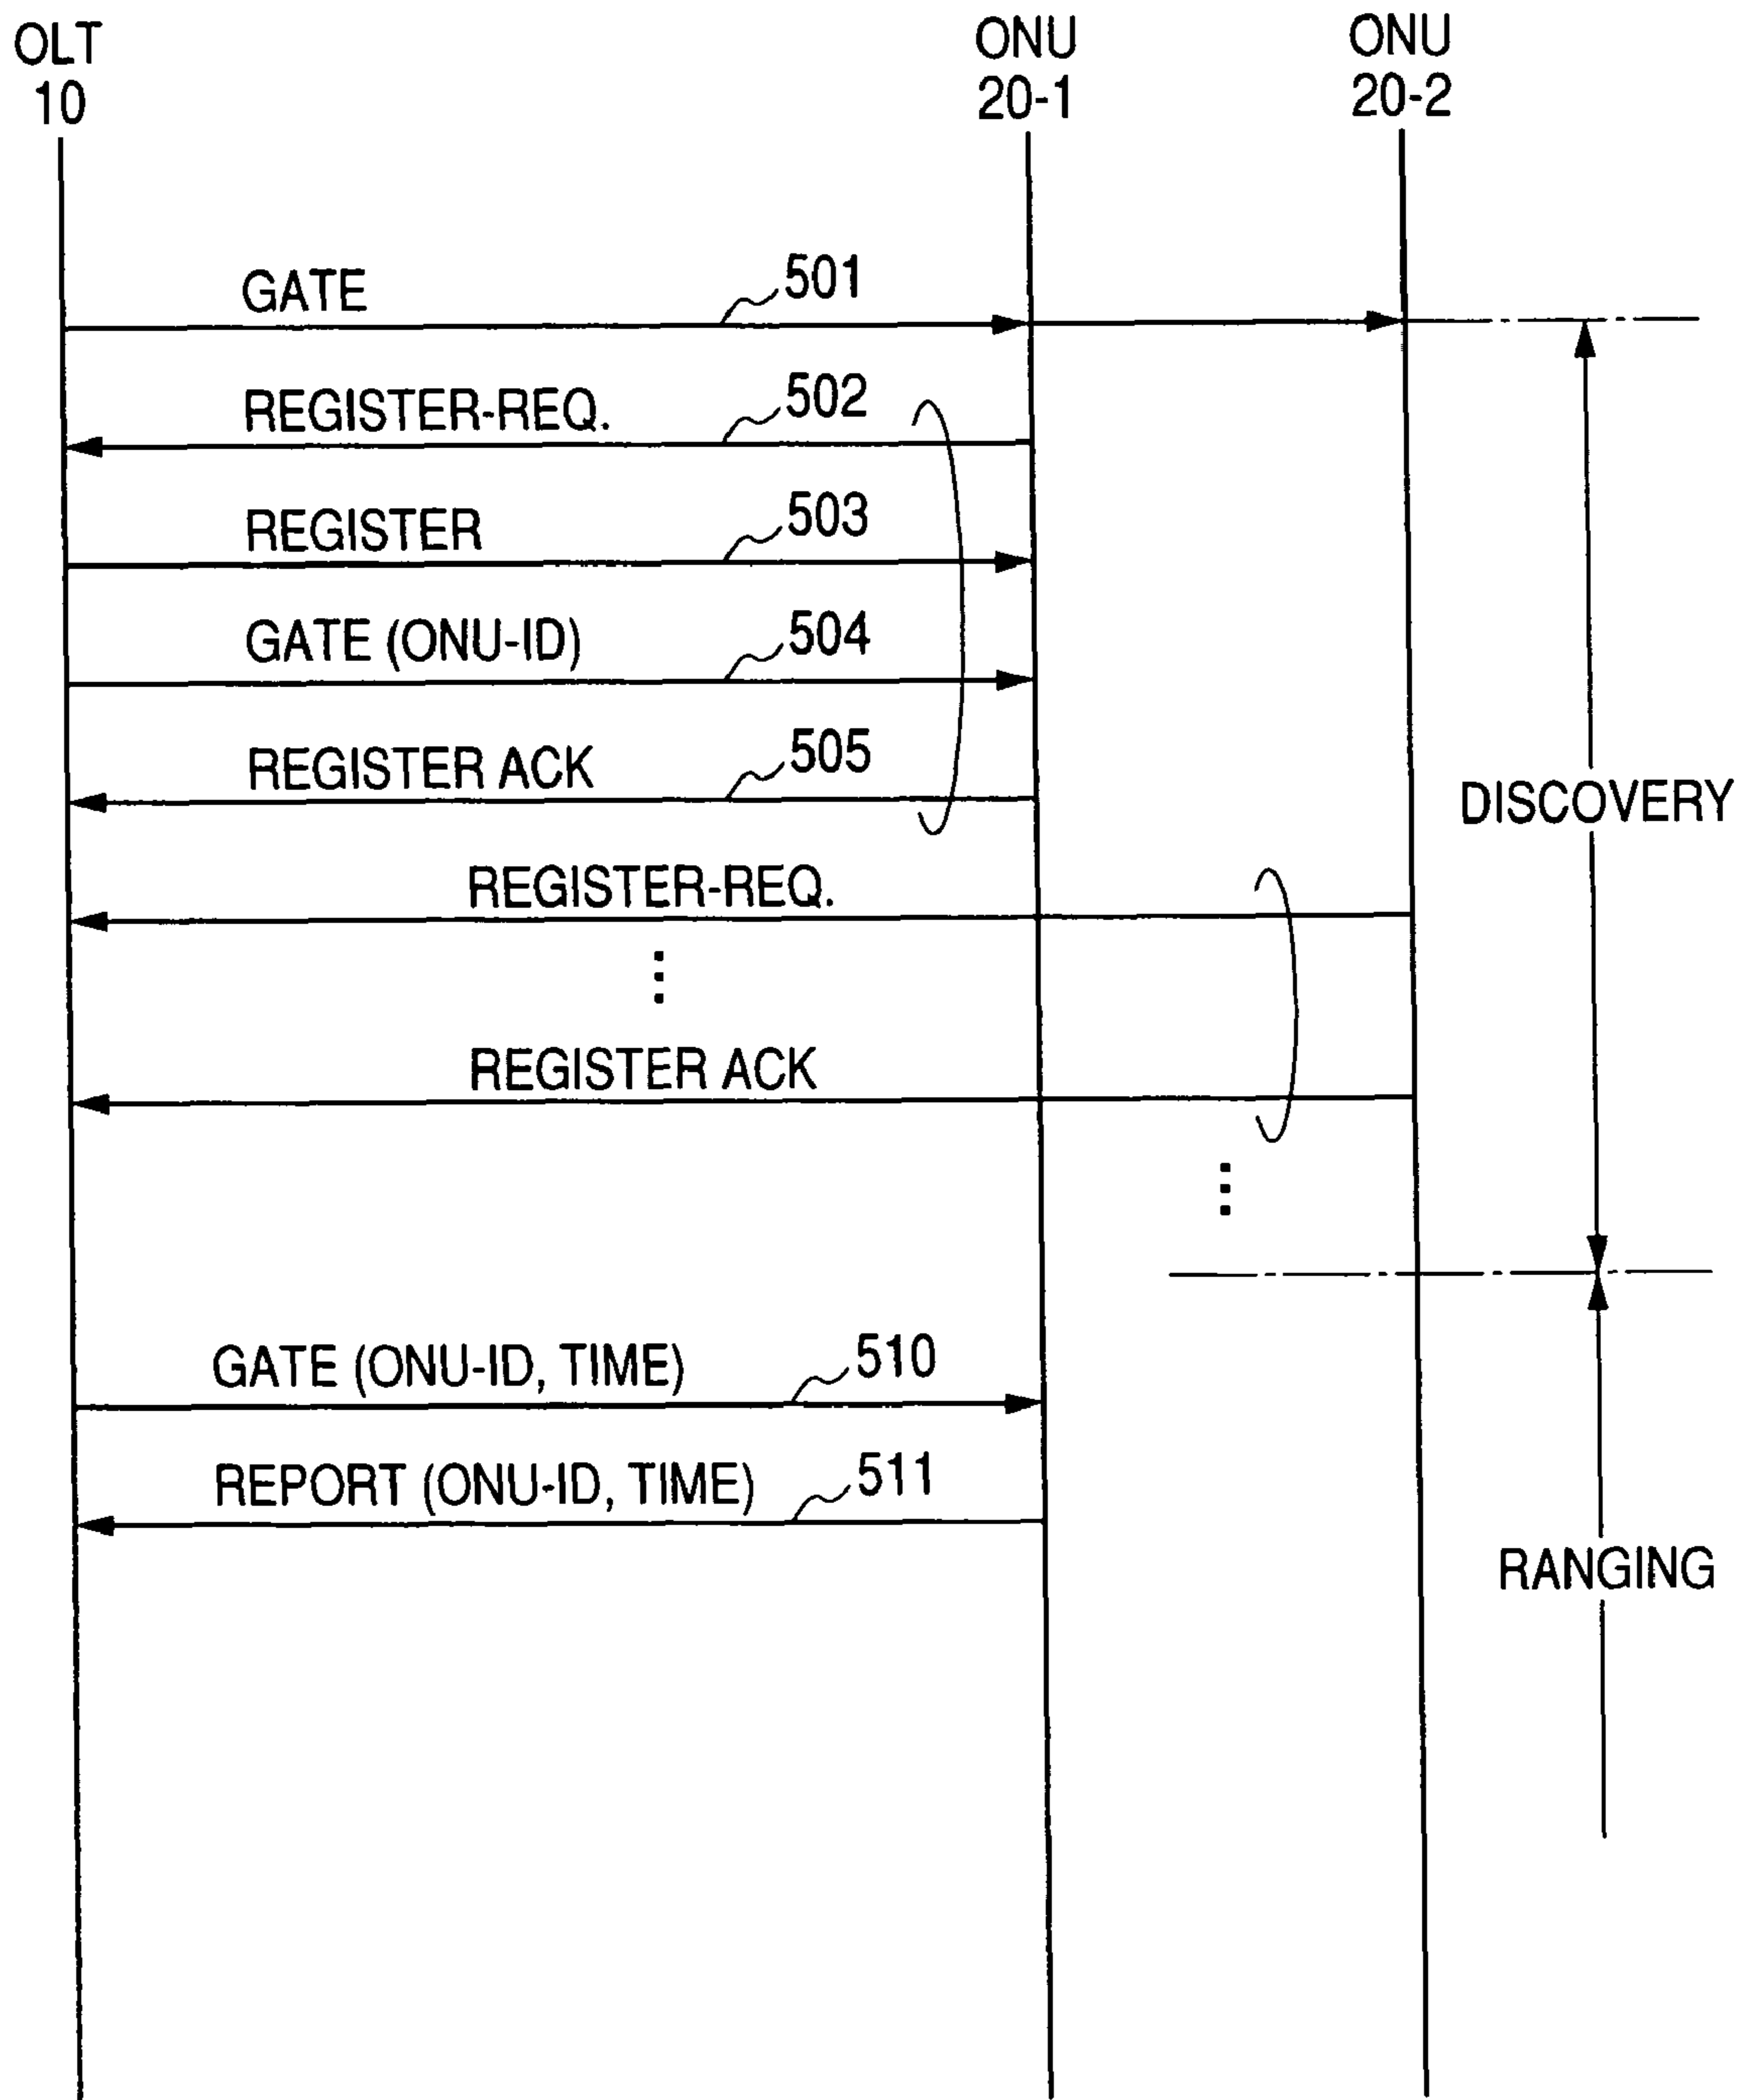 OLT
10
ONU
20-1
ONU
20-2
GATE
501
REGISTER-REQ.
502
REGISTER
503
GATE (ONU-ID)
504
REGISTER ACK
505
DISCOVERY
REGISTER-REQ.
REGISTER ACK
GATE (ONU-ID, TIME)
510
REPORT (ONU-ID, TIME)
511
RANGING